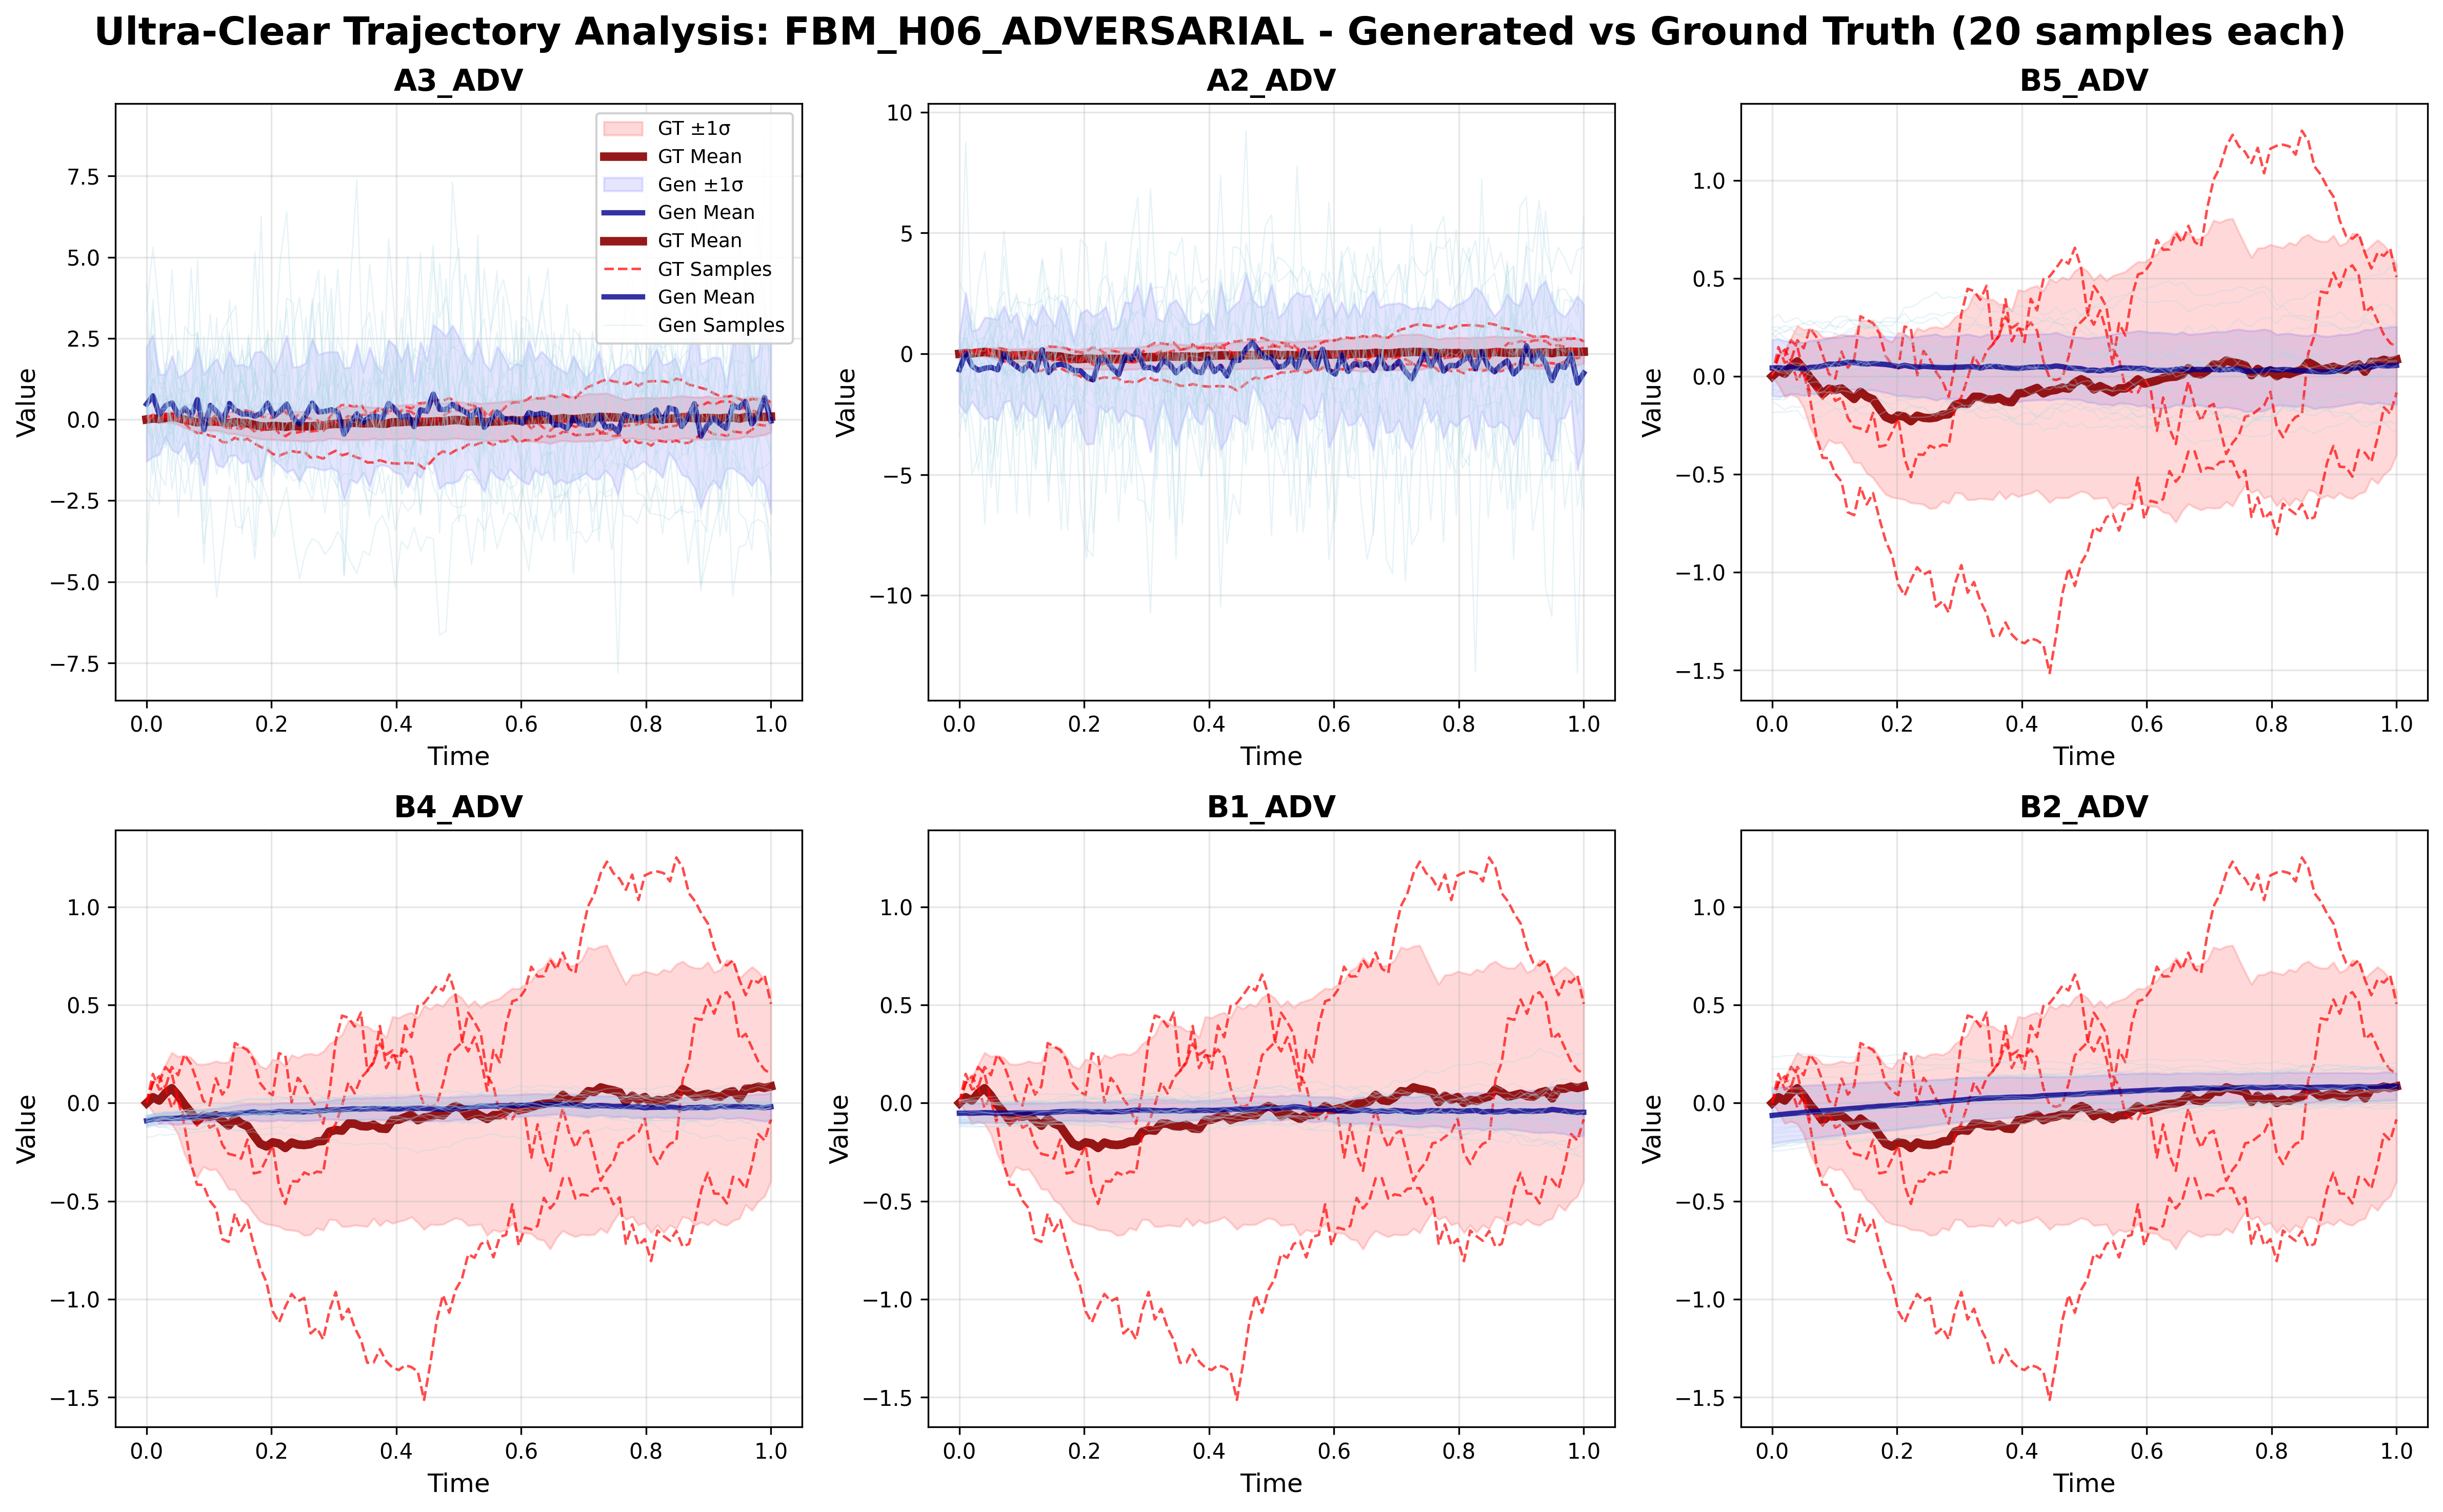 Ultra-Clear Trajectory Analysis: FBM_H06_ADVERSARIAL - Generated vs Ground Truth (20 samples each)
A3_ADV
Value
7.5
5.0
2.5
0.0
−2.5
−5.0
−7.5
GT ±1σ
GT Mean
Gen ±1σ
Gen Mean
GT Mean
GT Samples
Gen Mean
Gen Samples
0.0 0.2 0.4 0.6 0.8 1.0
Time
A2_ADV
Value
10
5
0
−5
−10
0.0 0.2 0.4 0.6 0.8 1.0
Time
B5_ADV
Value
1.0
0.5
0.0
−0.5
−1.0
−1.5
0.0 0.2 0.4 0.6 0.8 1.0
Time
B4_ADV
Value
1.0
0.5
0.0
−0.5
−1.0
−1.5
0.0 0.2 0.4 0.6 0.8 1.0
Time
B1_ADV
Value
1.0
0.5
0.0
−0.5
−1.0
−1.5
0.0 0.2 0.4 0.6 0.8 1.0
Time
B2_ADV
Value
1.0
0.5
0.0
−0.5
−1.0
−1.5
0.0 0.2 0.4 0.6 0.8 1.0
Time